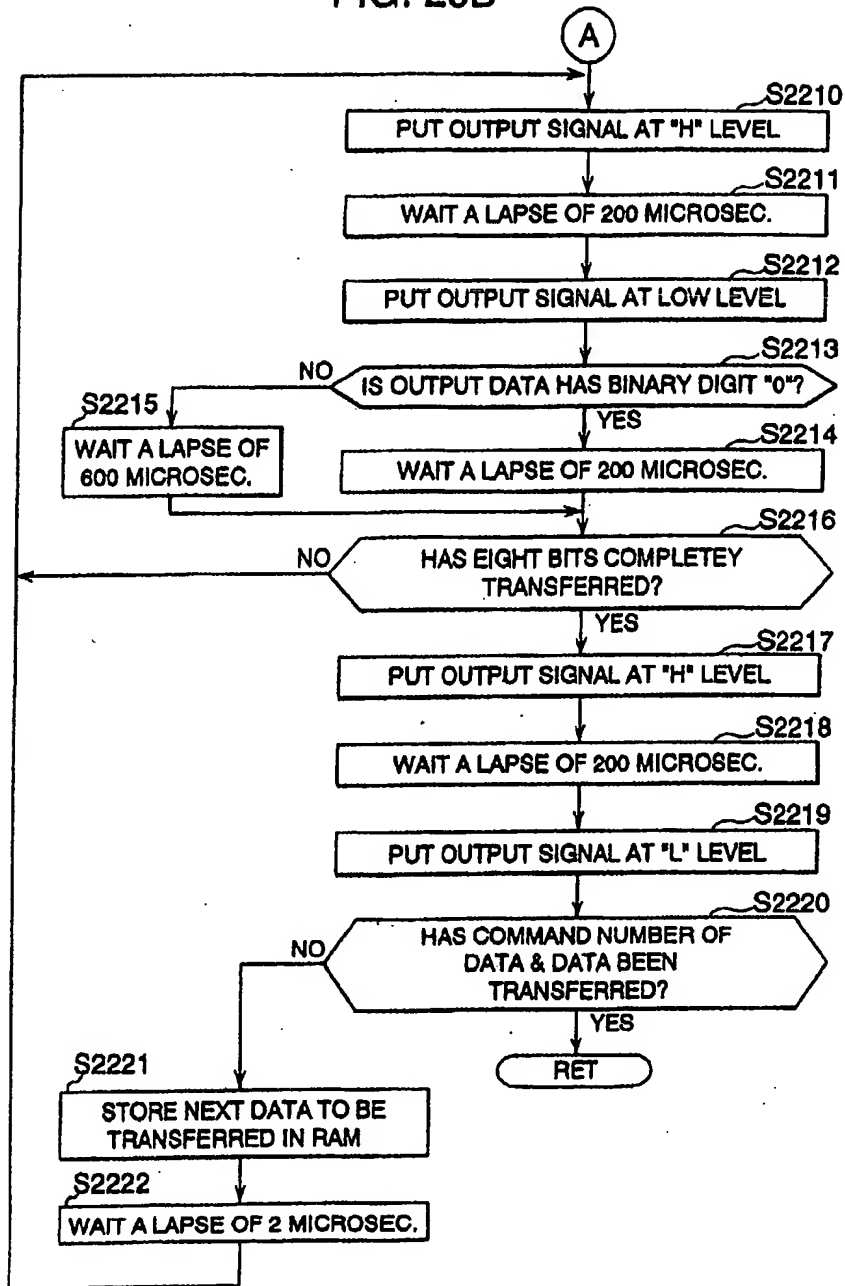 A
S2210
PUT OUTPUT SIGNAL AT "H" LEVEL
S2211
WAIT A LAPSE OF 200 MICROSEC.
S2212
PUT OUTPUT SIGNAL AT LOW LEVEL
S2213
NO
IS OUTPUT DATA HAS BINARY DIGIT "0"?
S2215
YES
S2214
WAIT A LAPSE OF
600 MICROSEC.
WAIT A LAPSE OF 200 MICROSEC.
S2216
NO
HAS EIGHT BITS COMPLETEY
TRANSFERRED?
YES
S2217
PUT OUTPUT SIGNAL AT "H" LEVEL
S2218
WAIT A LAPSE OF 200 MICROSEC.
S2219
PUT OUTPUT SIGNAL AT "L" LEVEL
S2220
NO
HAS COMMAND NUMBER OF
DATA & DATA BEEN
TRANSFERRED?
YES
RET
S2221
STORE NEXT DATA TO BE
TRANSFERRED IN RAM
S2222
WAIT A LAPSE OF 2 MICROSEC.